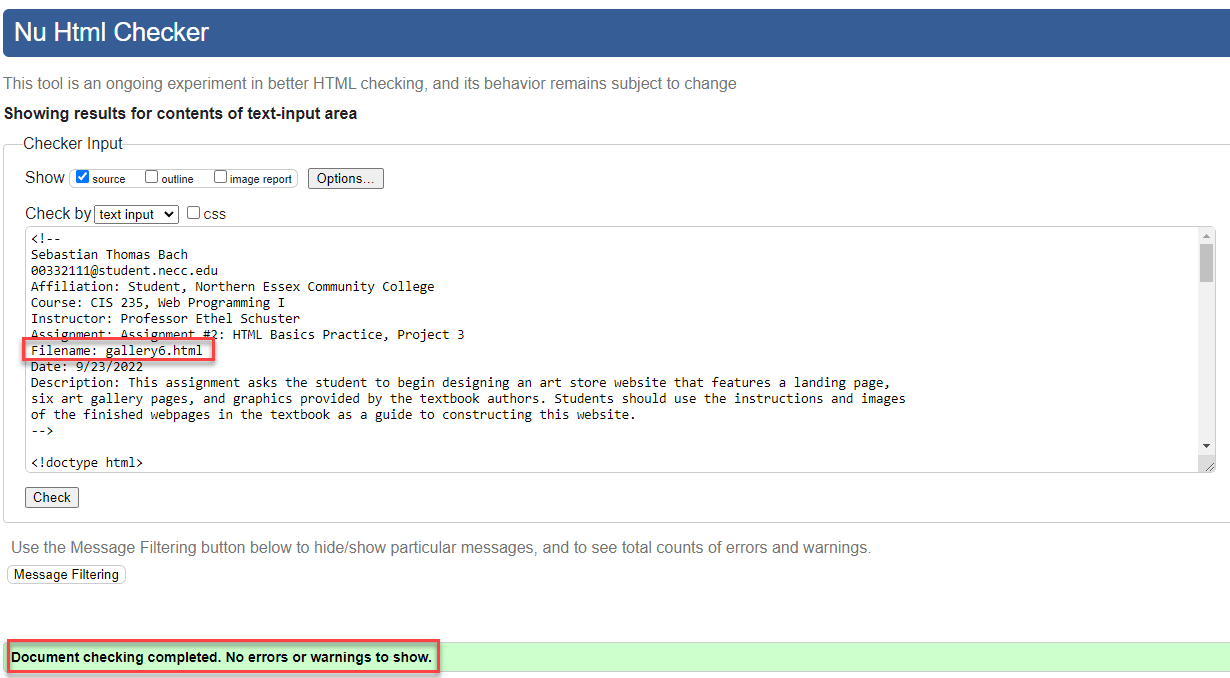 Nu Html Checker
This tool is an ongoing experiment in better HTML checking, and its behavior remains subject to change
Showing results for contents of text-input area
Checker Input
Show source outline image report Options...
Check by text input css
<!--
Sebastian Thomas Bach
00332111@student.necc.edu
Affiliation: Student, Northern Essex Community College
Course: CIS 235, Web Programming I
Instructor: Professor Ethel Schuster
Assignment: Assignment #2: HTML Basics Practice, Project 3
Filename: gallery6.html
Date: 9/23/2022
Description: This assignment asks the student to begin designing an art store website that features a landing page,
six art gallery pages, and graphics provided by the textbook authors. Students should use the instructions and images
of the finished webpages in the textbook as a guide to constructing this website.
-->
<!doctype html>
Check
Use the Message Filtering button below to hide/show particular messages, and to see total counts of errors and warnings.
Message Filtering
Document checking completed. No errors or warnings to show.